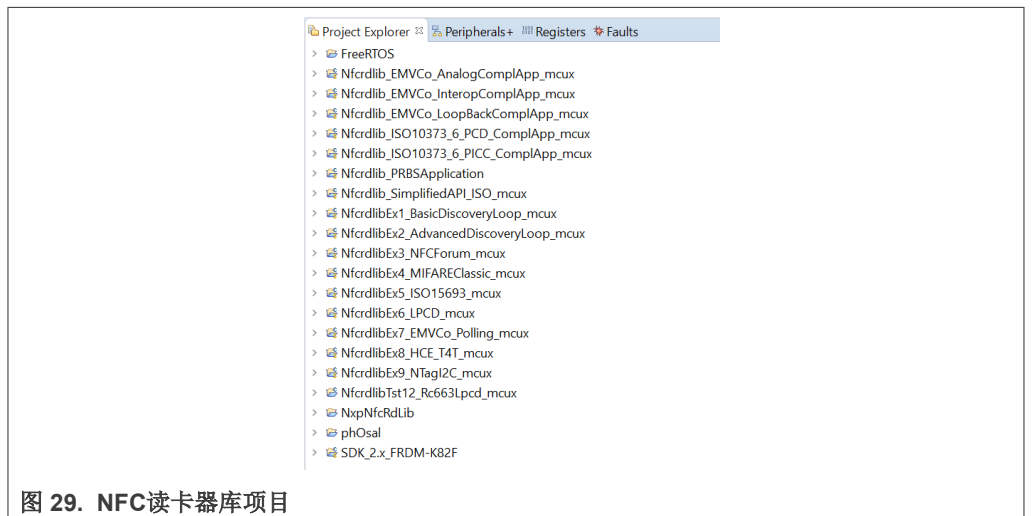 Project Explorer Peripherals+ Registers Faults
FreeRTOS
Nfcrdlib_EMVCo_AnalogComplApp_mcux
Nfcrdlib_EMVCo_InteropComplApp_mcux
Nfcrdlib_EMVCo_LoopBackComplApp_mcux
Nfcrdlib_ISO10373_6_PCD_ComplApp_mcux
Nfcrdlib_ISO10373_6_PICC_ComplApp_mcux
Nfcrdlib_PRBSApplication
Nfcrdlib_SimplifiedAPI_ISO_mcux
NfcrdlibEx1_BasicDiscoveryLoop_mcux
NfcrdlibEx2_AdvancedDiscoveryLoop_mcux
NfcrdlibEx3_NFCForum_mcux
NfcrdlibEx4_MIFAREClassic_mcux
NfcrdlibEx5_ISO15693_mcux
NfcrdlibEx6_LPCD_mcux
NfcrdlibEx7_EMVCo_Polling_mcux
NfcrdlibEx8_HCE_T4T_mcux
NfcrdlibEx9_NTagI2C_mcux
NfcrdlibTst12_Rc663Lpcd_mcux
NxpNfcRdLib
phOsal
SDK_2.x_FRDM-K82F
图 29. NFC读卡器库项目